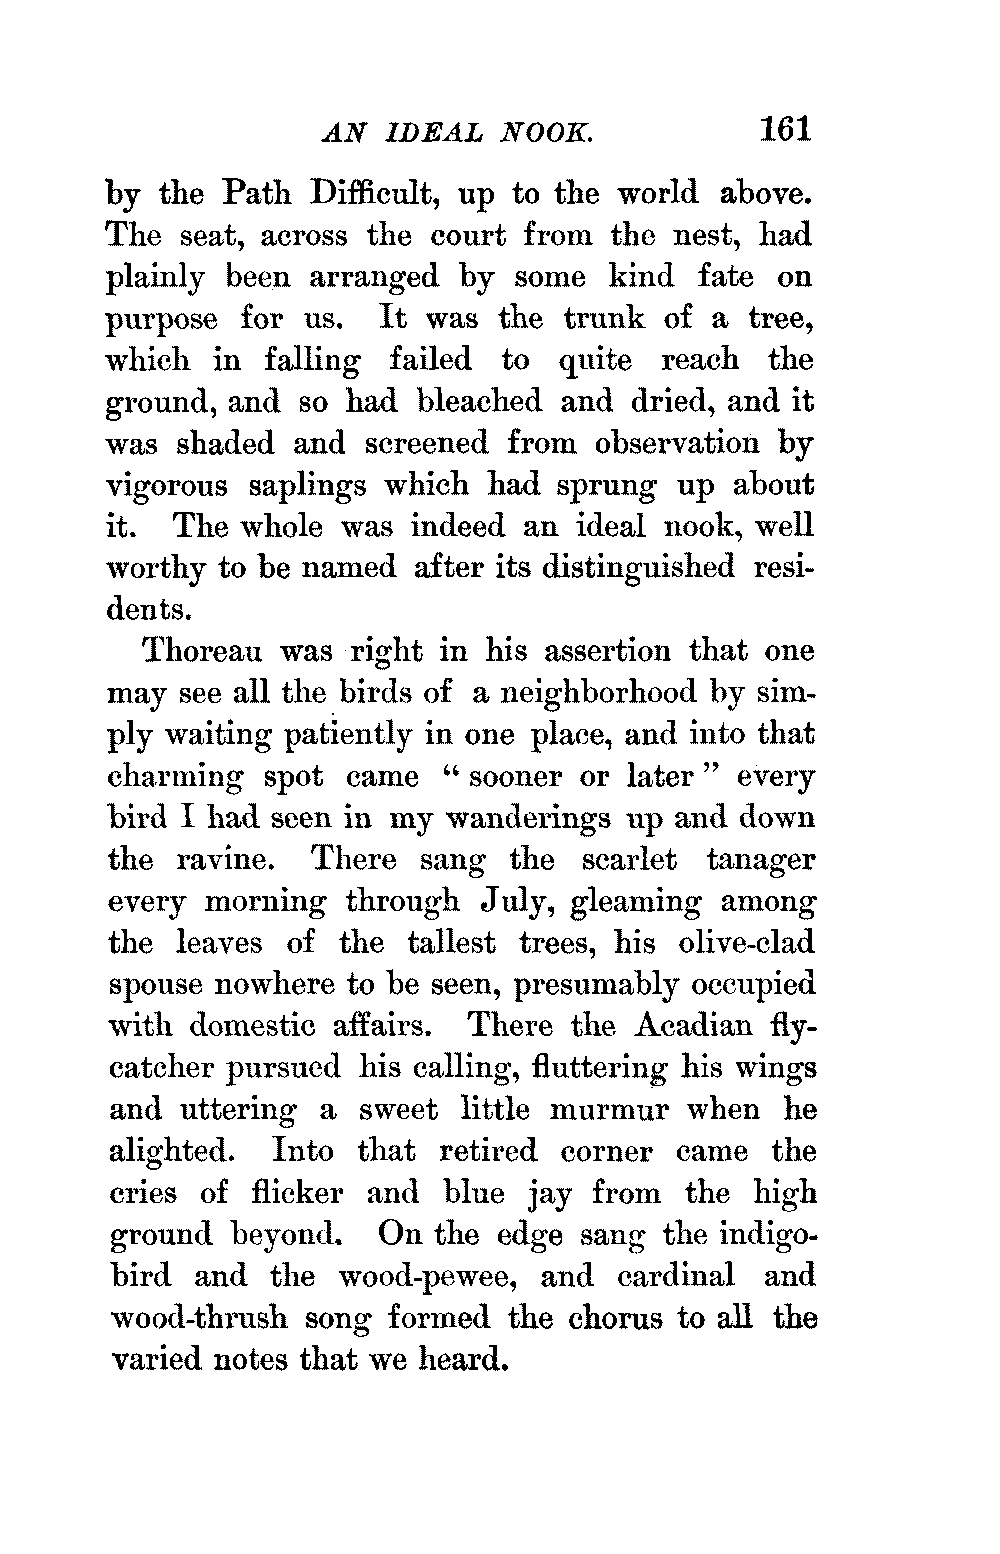 AN IDEAL NOOK. 161
by the Path Difficult, up to the world above.
The seat, across the court from the nest, had
plainly been arranged by some kind fate on
purpose for us. It was the trunk of a tree,
which in falling failed to quite reach the
ground, and so had bleached and dried, and it
was shaded and screened from observation by
vigorous saplings which had sprung up about
it. The whole was indeed an ideal nook, well
worthy to be named after its distinguished resi-
dents.
Thoreau was right in his assertion that one
may see all the birds of a neighborhood by sim-
ply waiting patiently in one place, and into that
charming spot came “ sooner or later ” every
bird I had seen in my wanderings up and down
the ravine. There sang the scarlet tanager
every morning through July, gleaming among
the leaves of the tallest trees, his olive-clad
spouse nowhere to be seen, presumably occupied
with domestic affairs. There the Acadian fly-
catcher pursued his calling, fluttering his wings
and uttering a sweet little murmur when he
alighted. Into that retired corner came the
cries of flicker and blue jay from the high
ground beyond. On the edge sang the indigo-
bird and the wood-pewee, and cardinal and
wood-thrush song formed the chorus to all the
varied notes that we heard.